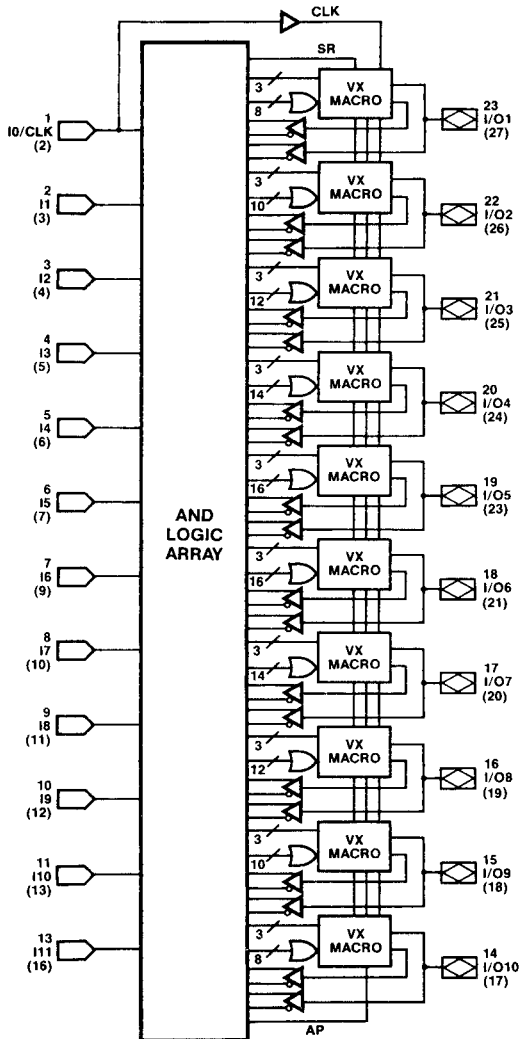 CLK
SR
3
8
VX
MACRO
1
I0/CLK
(2)
23
I/O1
(27)
3
10
VX
MACRO
2
I1
(3)
22
I/O2
(26)
3
12
VX
MACRO
3
I2
(4)
21
I/O3
(25)
3
14
VX
MACRO
4
I3
(5)
20
I/O4
(24)
3
16
VX
MACRO
5
I4
(6)
19
I/O5
(23)
6
I5
(7)
AND
LOGIC
ARRAY
3
16
VX
MACRO
7
I6
(9)
18
I/O6
(21)
3
14
VX
MACRO
8
I7
(10)
17
I/O7
(20)
3
12
VX
MACRO
9
I8
(11)
16
I/O8
(19)
10
I9
(12)
3
10
VX
MACRO
11
I10
(13)
15
I/O9
(18)
3
8
VX
MACRO
13
I11
(16)
14
I/O10
(17)
AP